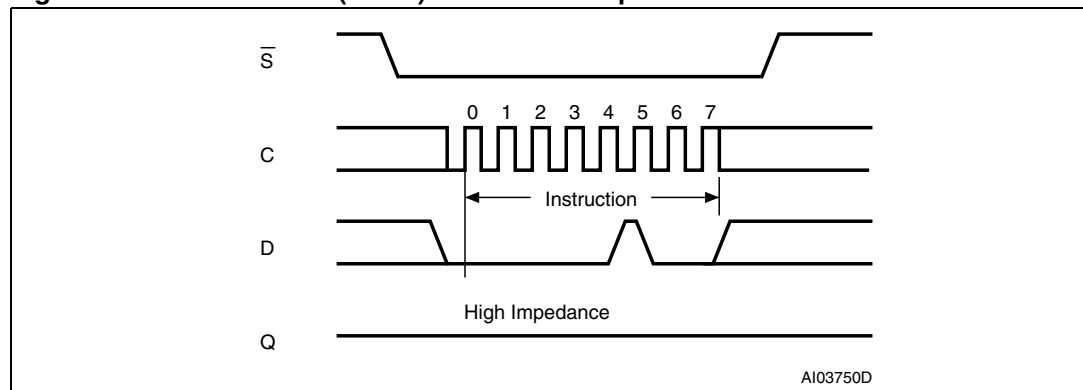 S̅
0 1 2 3 4 5 6 7
C
Instruction
D
High Impedance
Q
AI03750D